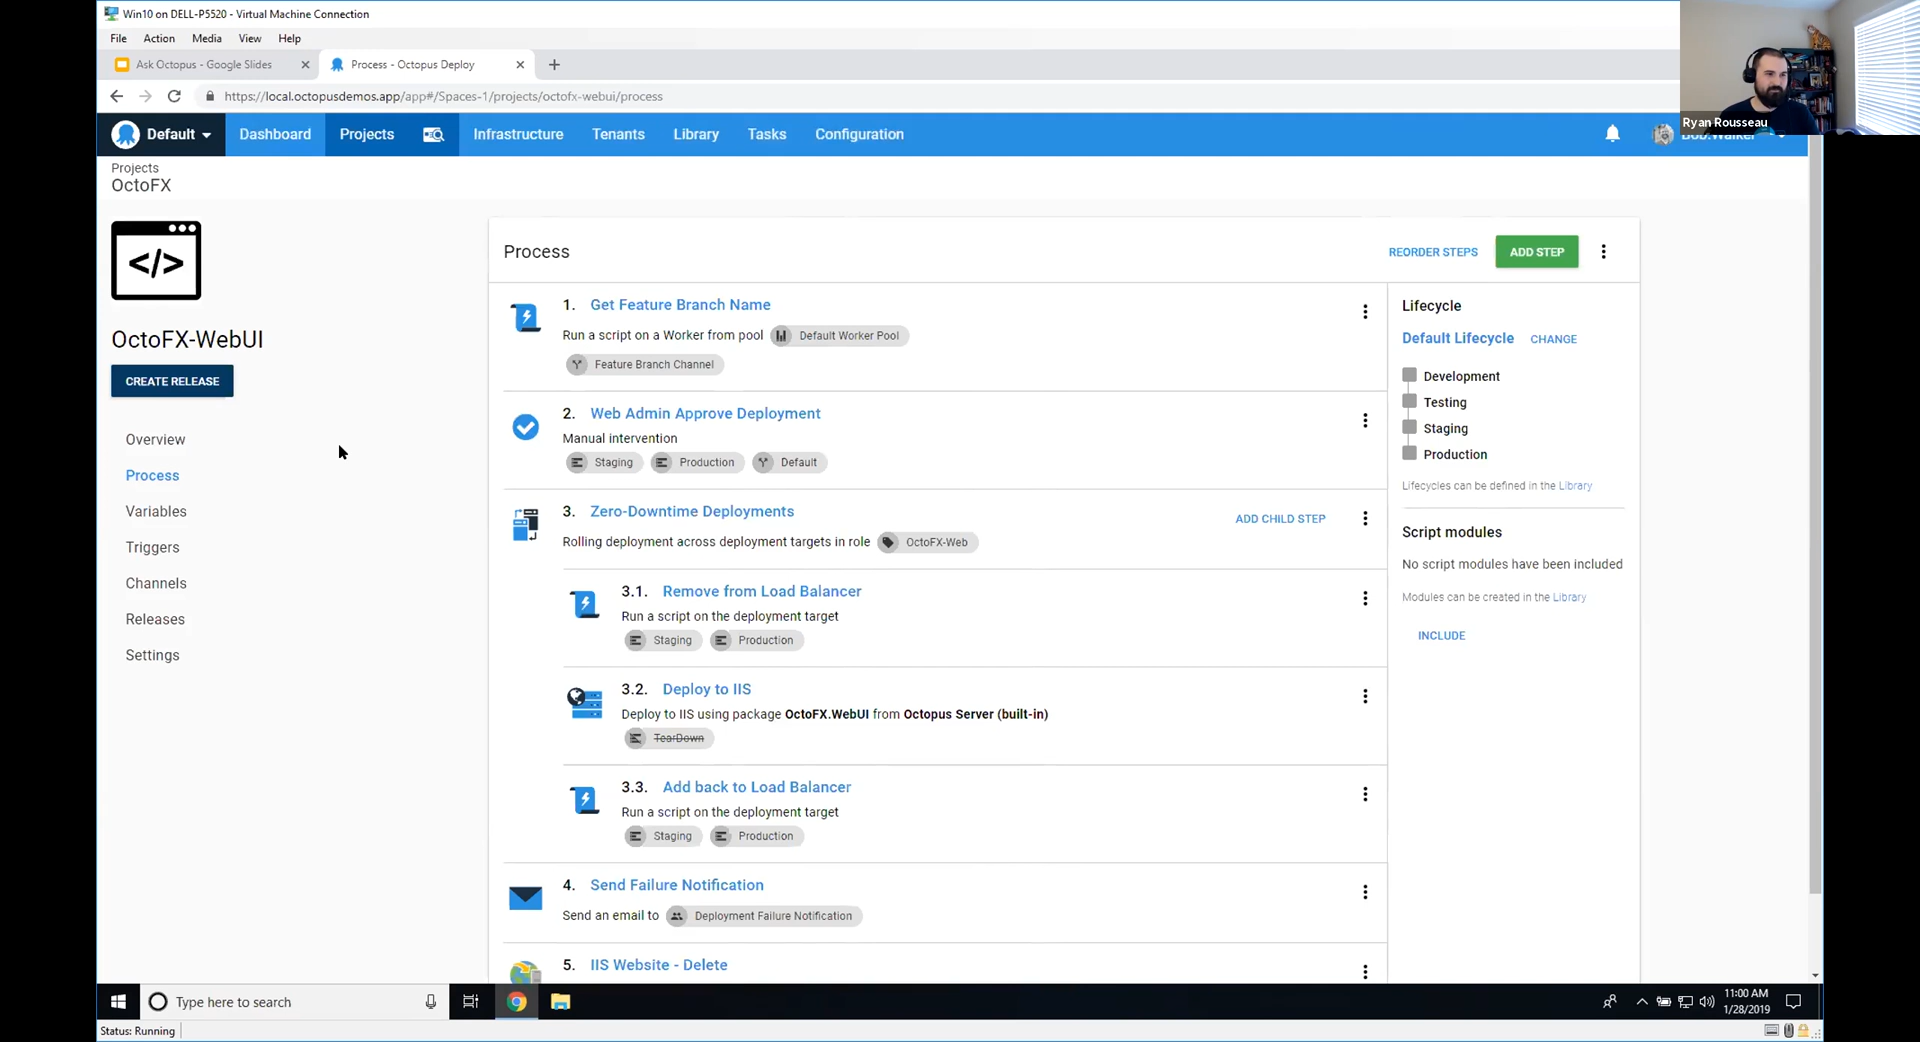 Win10 on DELL-P5520 - Virtual Machine Connection
File Action Media View Help
Ask Octopus - Google Slides
Process - Octopus Deploy
https://local.octopusdemos.app/app#/Spaces-1/projects/octofx-webui/process
Default Dashboard Projects Infrastructure Tenants Library Tasks Configuration
Ryan Rousseau
Projects
OctoFX
</>
OctoFX-WebUI
CREATE RELEASE
Overview
Process
Variables
Triggers
Channels
Releases
Settings
Process
REORDER STEPS
ADD STEP
1. Get Feature Branch Name
Run a script on a Worker from pool Default Worker Pool
Feature Branch Channel
2. Web Admin Approve Deployment
Manual intervention
Staging Production Default
3. Zero-Downtime Deployments
ADD CHILD STEP
Rolling deployment across deployment targets in role OctoFX-Web
3.1. Remove from Load Balancer
Run a script on the deployment target
Staging Production
3.2. Deploy to IIS
Deploy to IIS using package OctoFX.WebUI from Octopus Server (built-in)
TearDown
3.3. Add back to Load Balancer
Run a script on the deployment target
Staging Production
4. Send Failure Notification
Send an email to Deployment Failure Notification
5. IIS Website - Delete
Lifecycle
Default Lifecycle CHANGE
Development
Testing
Staging
Production
Lifecycles can be defined in the Library
Script modules
No script modules have been included
Modules can be created in the Library
INCLUDE
Type here to search
11:00 AM
1/28/2019
Status: Running